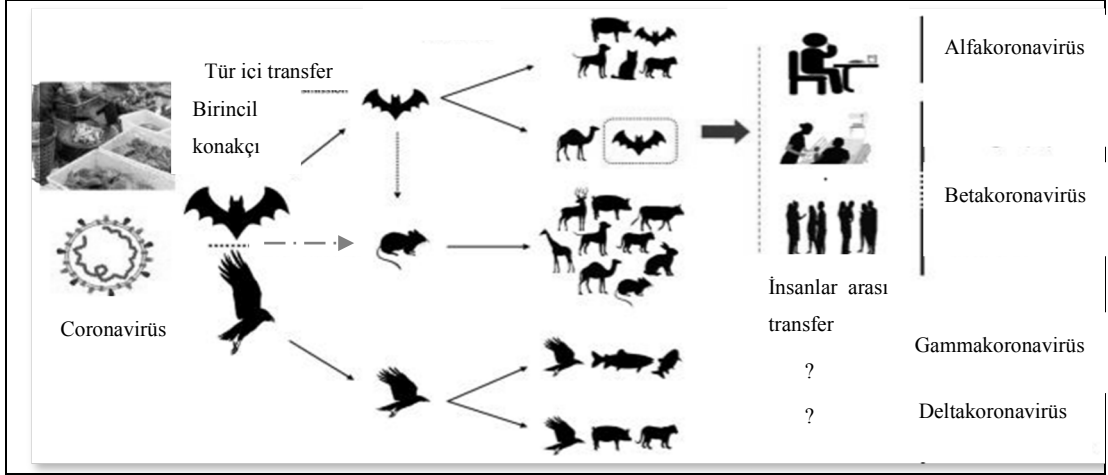 Tür içi transfer
Birincil
konakçı
Coronavirüs
İnsanlar arası
transfer
?
?
Alfakoronavirüs
Betakoronavirüs
Gammakoronavirüs
Deltakoronavirüs